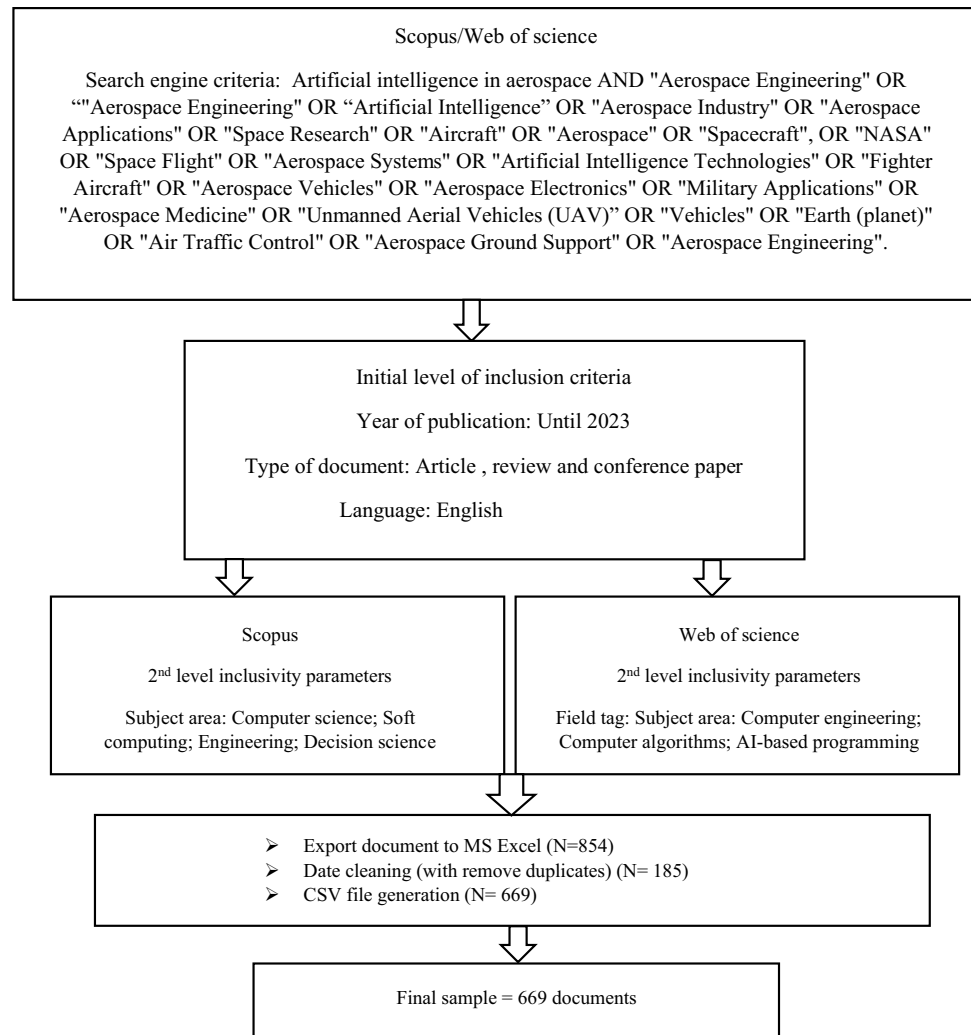 Scopus/Web of science
Search engine criteria:  Artificial intelligence in aerospace AND "Aerospace Engineering" OR
“"Aerospace Engineering" OR “Artificial Intelligence” OR "Aerospace Industry" OR "Aerospace
Applications" OR "Space Research" OR "Aircraft" OR "Aerospace" OR "Spacecraft", OR "NASA"
OR "Space Flight" OR "Aerospace Systems" OR "Artificial Intelligence Technologies" OR "Fighter
Aircraft" OR "Aerospace Vehicles" OR "Aerospace Electronics" OR "Military Applications" OR
"Aerospace Medicine" OR "Unmanned Aerial Vehicles (UAV)” OR "Vehicles" OR "Earth (planet)"
OR "Air Traffic Control" OR "Aerospace Ground Support" OR "Aerospace Engineering".
Initial level of inclusion criteria
Year of publication: Until 2023
Type of document: Article , review and conference paper
Language: English
Scopus
2nd level inclusivity parameters
Subject area: Computer science; Soft
computing; Engineering; Decision science
Web of science
2nd level inclusivity parameters
Field tag: Subject area: Computer engineering;
Computer algorithms; AI-based programming
➢ Export document to MS Excel (N=854)
➢ Date cleaning (with remove duplicates) (N= 185)
➢ CSV file generation (N= 669)
Final sample = 669 documents